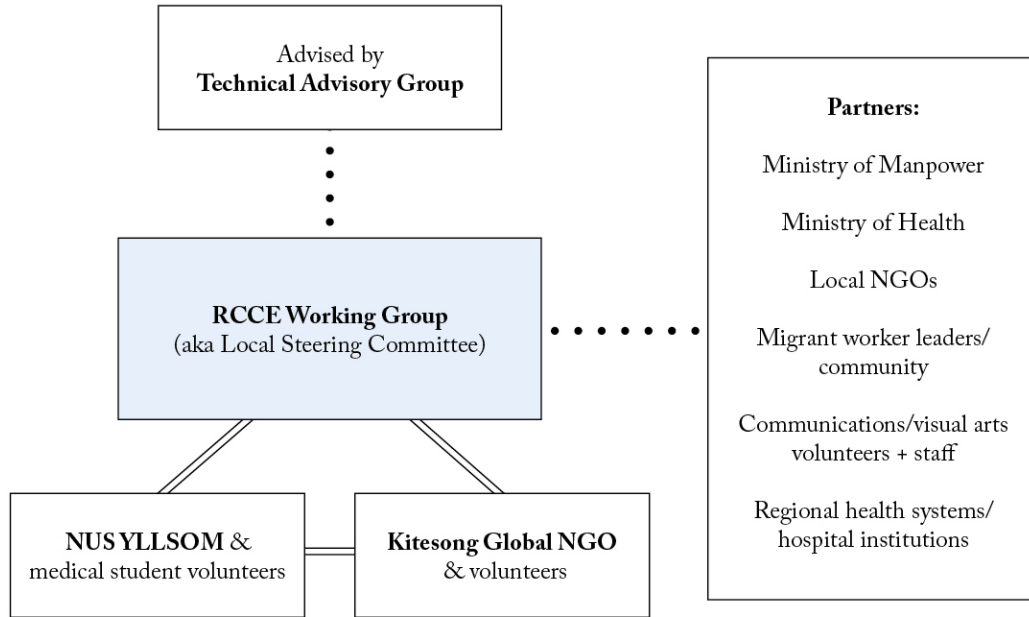 Advised by
Technical Advisory Group
RCCE Working Group
(aka Local Steering Committee)
NUS YLLSOM &
medical student volunteers
Kitesong Global NGO
& volunteers
Partners:
Ministry of Manpower
Ministry of Health
Local NGOs
Migrant worker leaders/
community
Communications/visual arts
volunteers + staff
Regional health systems/
hospital institutions